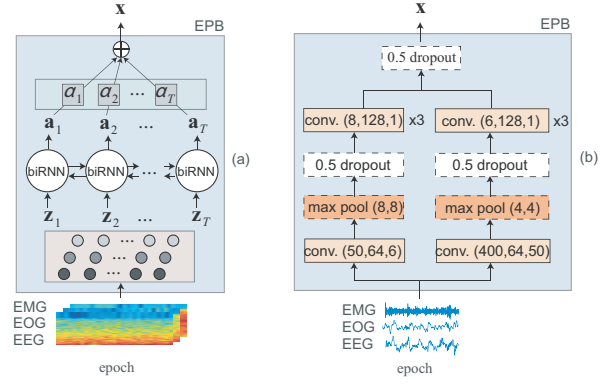 x
EPB
α1 α2 ... αT
a1 a2 ... aT
(a)
biRNN biRNN ... biRNN
z1 z2 ... zT
...
...
...
EMG
EOG
EEG
epoch
x
EPB
0.5 dropout
conv. (8,128,1) x3 conv. (6,128,1) x3
(b)
0.5 dropout 0.5 dropout
max pool (8,8) max pool (4,4)
conv. (50,64,6) conv. (400,64,50)
EMG
EOG
EEG
epoch